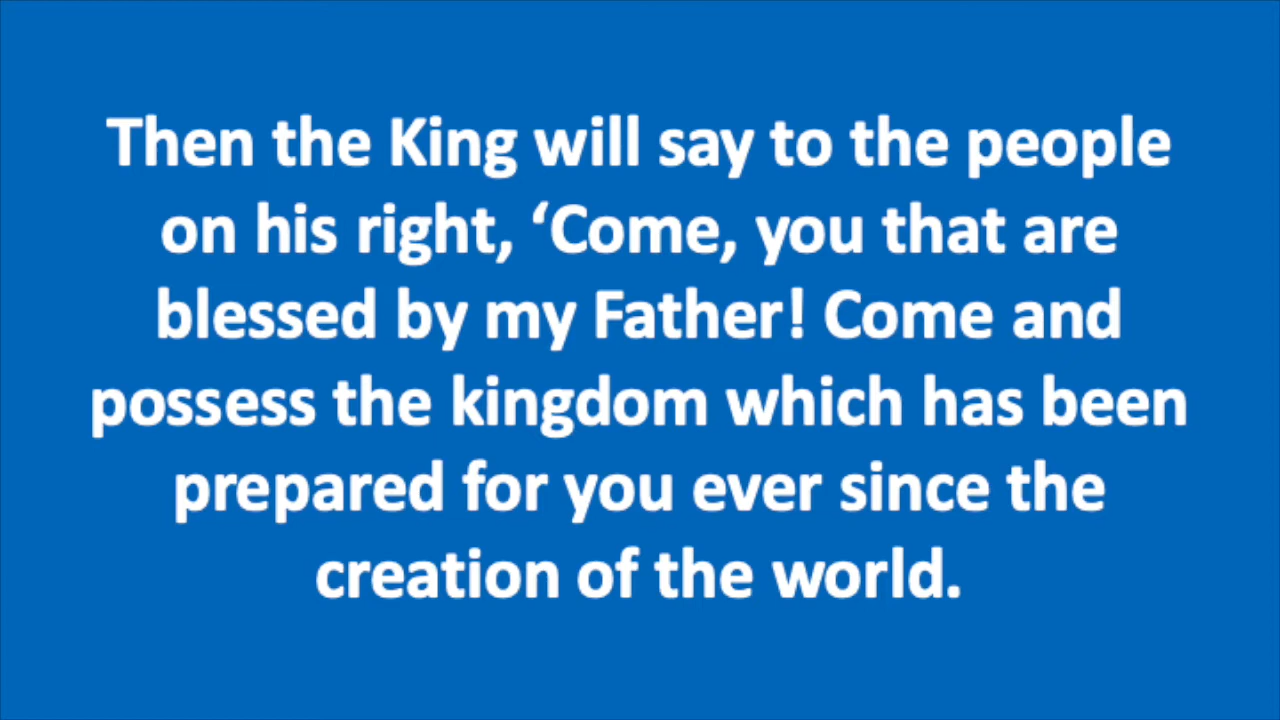 Then the King will say to the people
on his right, ‘Come, you that are
blessed by my Father! Come and
possess the kingdom which has been
prepared for you ever since the
creation of the world.